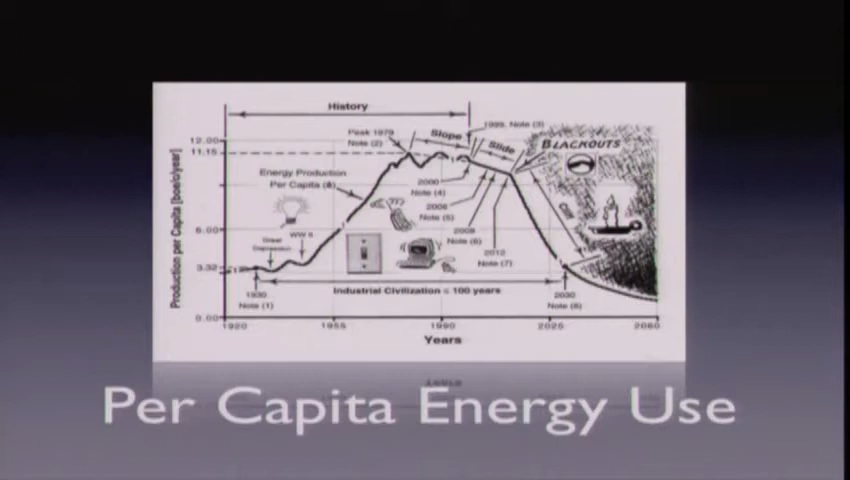 History
1999, Note (3)
Peak 1979
Note (2)
Slope
Slide
BLACKOUTS
12.00
11.15
Energy Production
Per Capita (e)
2000
Note (4)
2006
Note (5)
2008
Note (6)
2012
Note (7)
Cliff
6.00
Great
Depression
WW II
3.32
Production per Capita [boe/c/year]
1930
Note (1)
Industrial Civilization ≤ 100 years
2030
Note (8)
0.00
1920
1955
1990
2025
2060
Years
Per Capita Energy Use